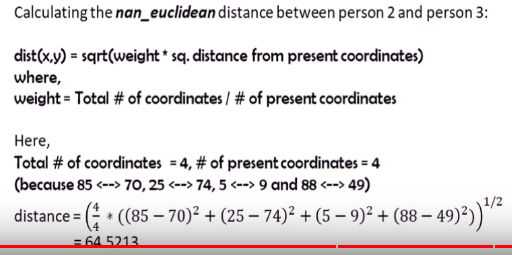 Calculating the nan_euclidean distance between person 2 and person 3:
dist(x,y) = sqrt(weight * sq. distance from present coordinates)
where,
weight = Total # of coordinates / # of present coordinates
Here,
Total # of coordinates = 4, # of present coordinates = 4
(because 85 <--> 70, 25 <--> 74, 5 <--> 9 and 88 <--> 49)
distance = (4/4 * ((85 − 70)² + (25 − 74)² + (5 − 9)² + (88 − 49)²))^1/2
= 64.5213